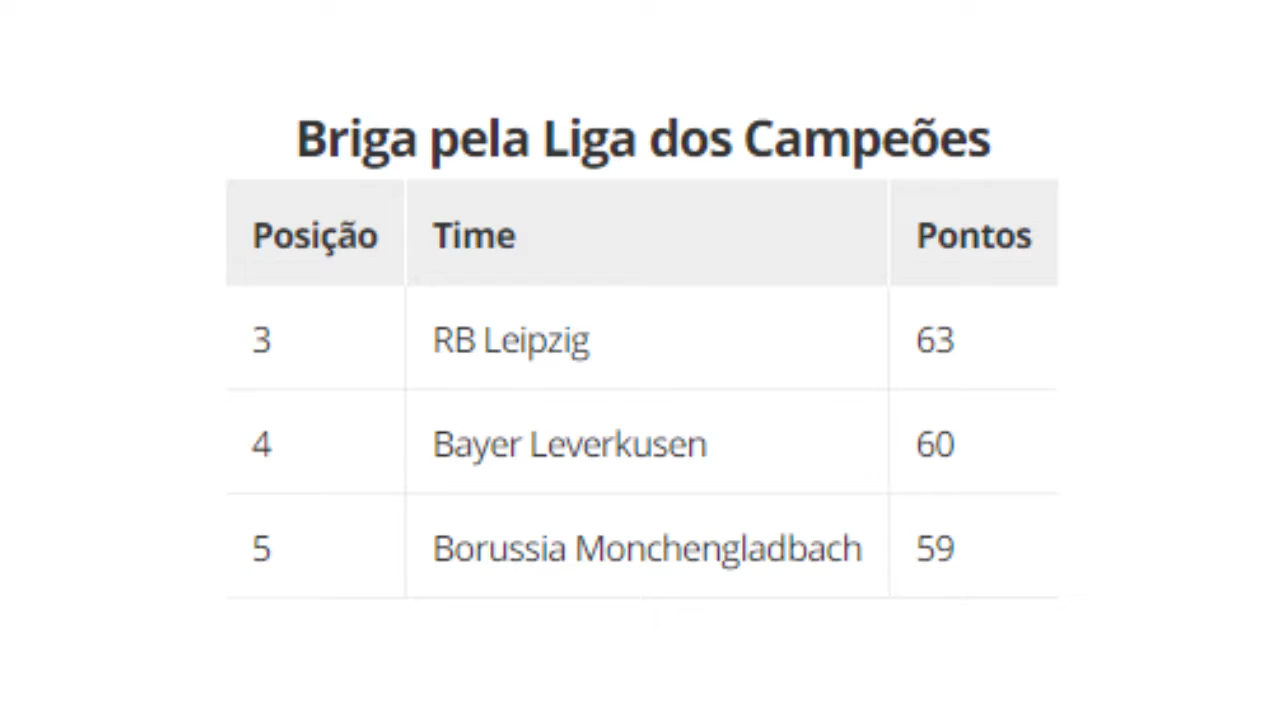 Briga pela Liga dos Campeões
Posição Time Pontos
3 RB Leipzig 63
4 Bayer Leverkusen 60
5 Borussia Monchengladbach 59